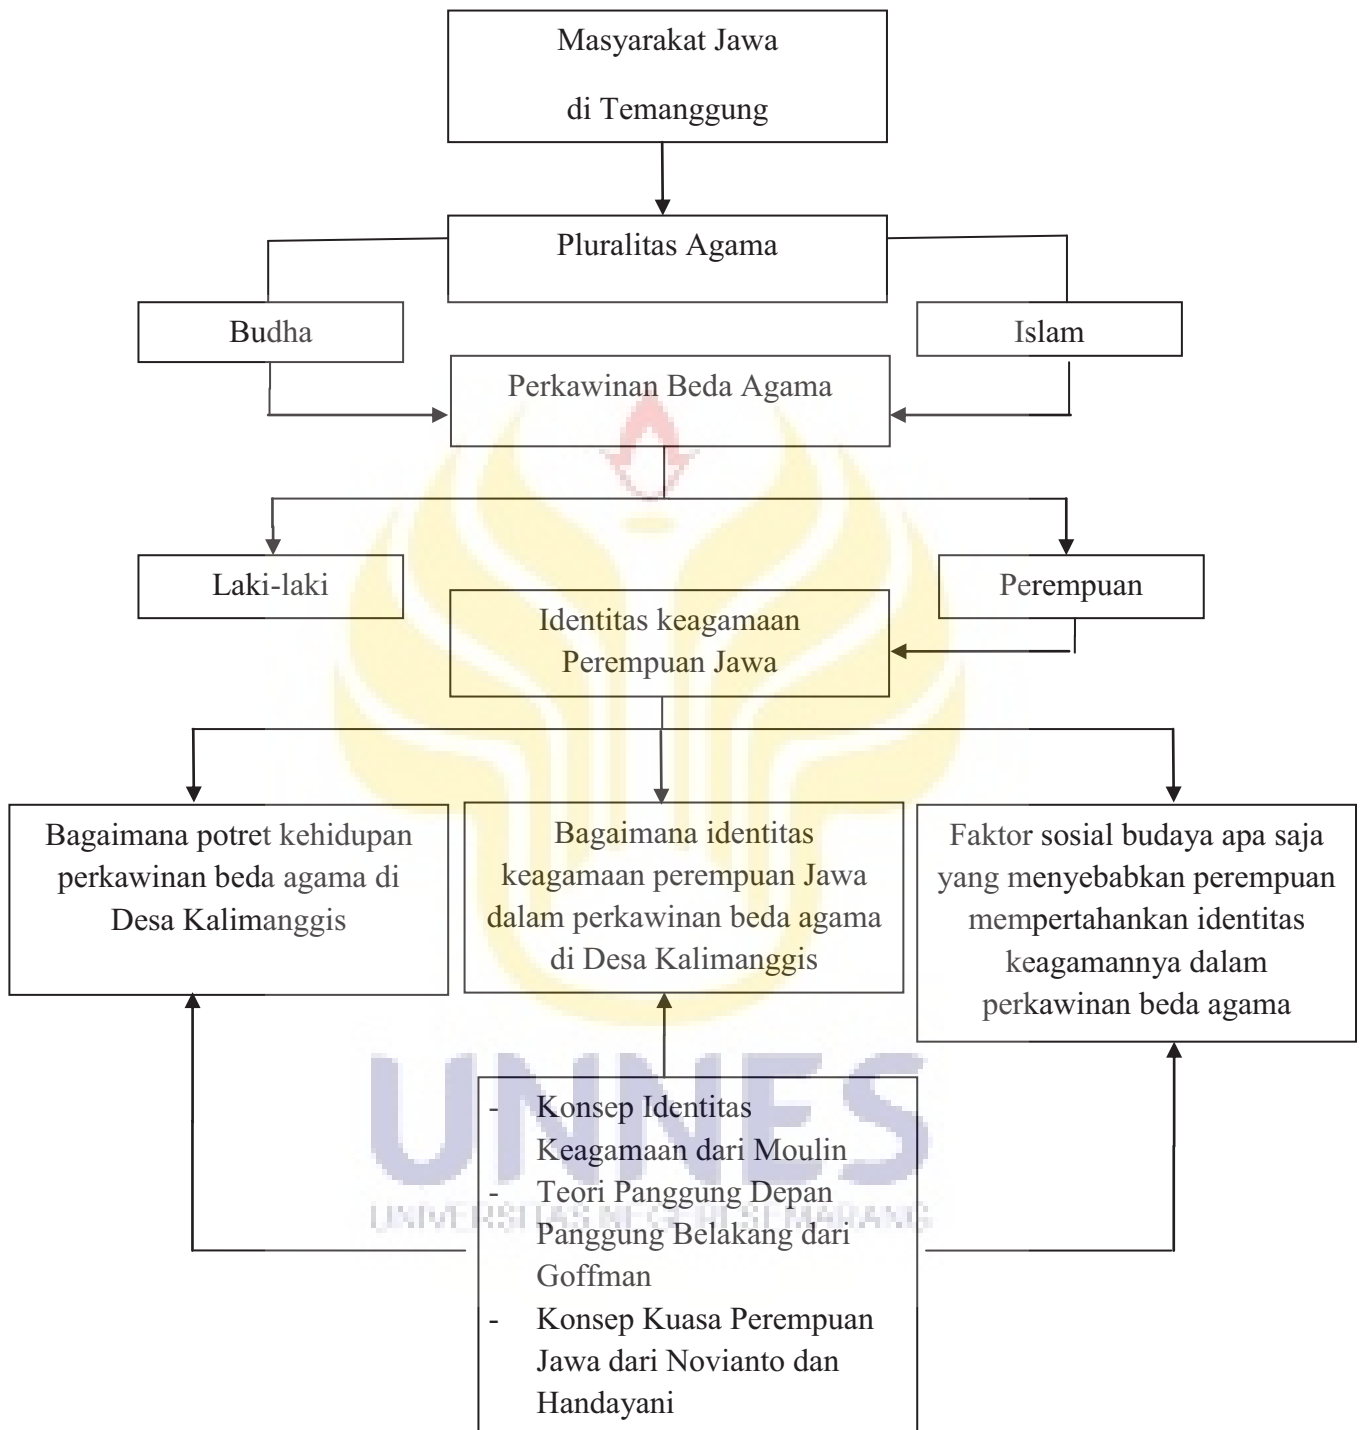 Masyarakat Jawa
di Temanggung
Pluralitas Agama
Budha
Islam
Perkawinan Beda Agama
Laki-laki
Perempuan
Identitas keagamaan
Perempuan Jawa
Bagaimana potret kehidupan
perkawinan beda agama di
Desa Kalimanggis
Bagaimana identitas
keagamaan perempuan Jawa
dalam perkawinan beda agama
di Desa Kalimanggis
Faktor sosial budaya apa saja
yang menyebabkan perempuan
mempertahankan identitas
keagamannya dalam
perkawinan beda agama
- Konsep Identitas
Keagamaan dari Moulin
- Teori Panggung Depan
Panggung Belakang dari
Goffman
- Konsep Kuasa Perempuan
Jawa dari Novianto dan
Handayani
UNNES
UNIVERSITAS NEGERI SEMARANG